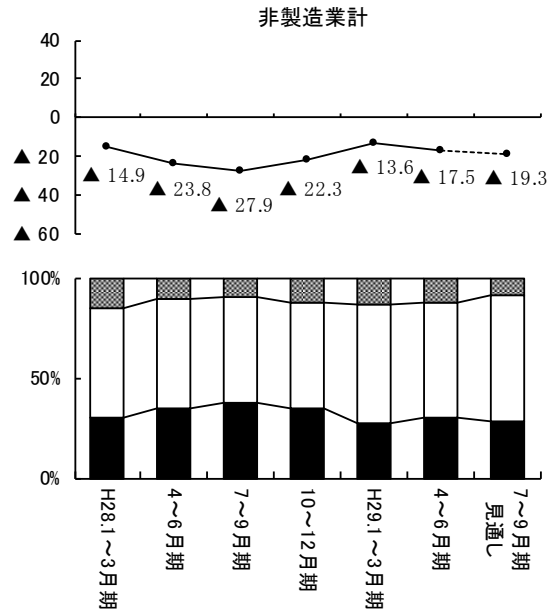 非製造業計
40
20
0
▲ 20
▲ 40
▲ 60
▲ 14.9
▲ 23.8
▲ 27.9
▲ 22.3
▲ 13.6
▲ 17.5
▲ 19.3
100%
50%
0%
H28.1～3月期
4～6月期
7～9月期
10～12月期
H29.1～3月期
4～6月期
7～9月期
見通し